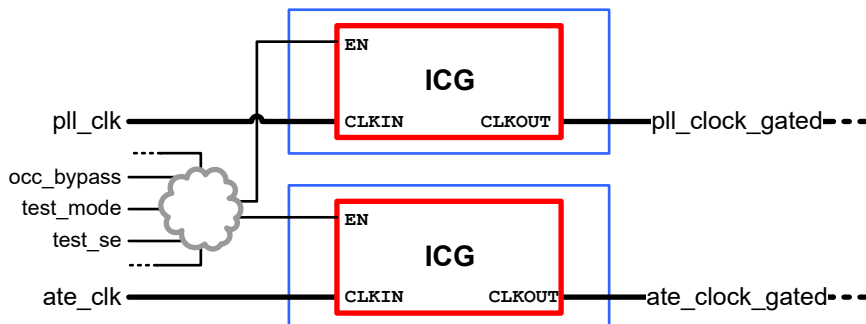 EN
ICG
pll_clk CLKIN CLKOUT pll_clock_gated
occ_bypass
test_mode
test_se
EN
ICG
ate_clk CLKIN CLKOUT ate_clock_gated